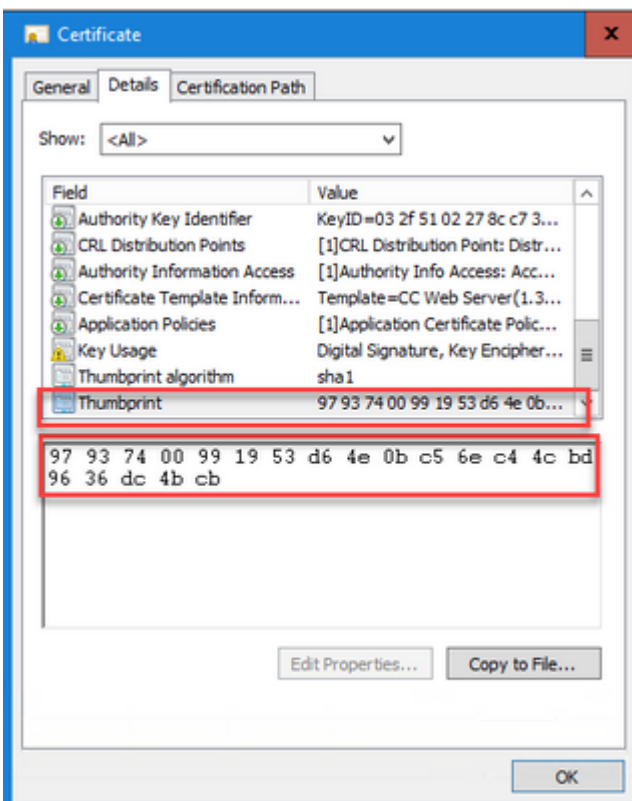 Certificate
x
General Details Certification Path
Show: <All>
Field Value
Authority Key Identifier KeyID=03 2f 51 02 27 8c c7 3...
CRL Distribution Points [1]CRL Distribution Point: Distr...
Authority Information Access [1]Authority Info Access: Acc...
Certificate Template Inform... Template=CC Web Server(1.3...
Application Policies [1]Application Certificate Polic...
Key Usage Digital Signature, Key Encipher...
Thumbprint algorithm sha1
Thumbprint 97 93 74 00 99 19 53 d6 4e 0b...
97 93 74 00 99 19 53 d6 4e 0b c5 6e c4 4c bd
96 36 dc 4b cb
Edit Properties... Copy to File...
OK